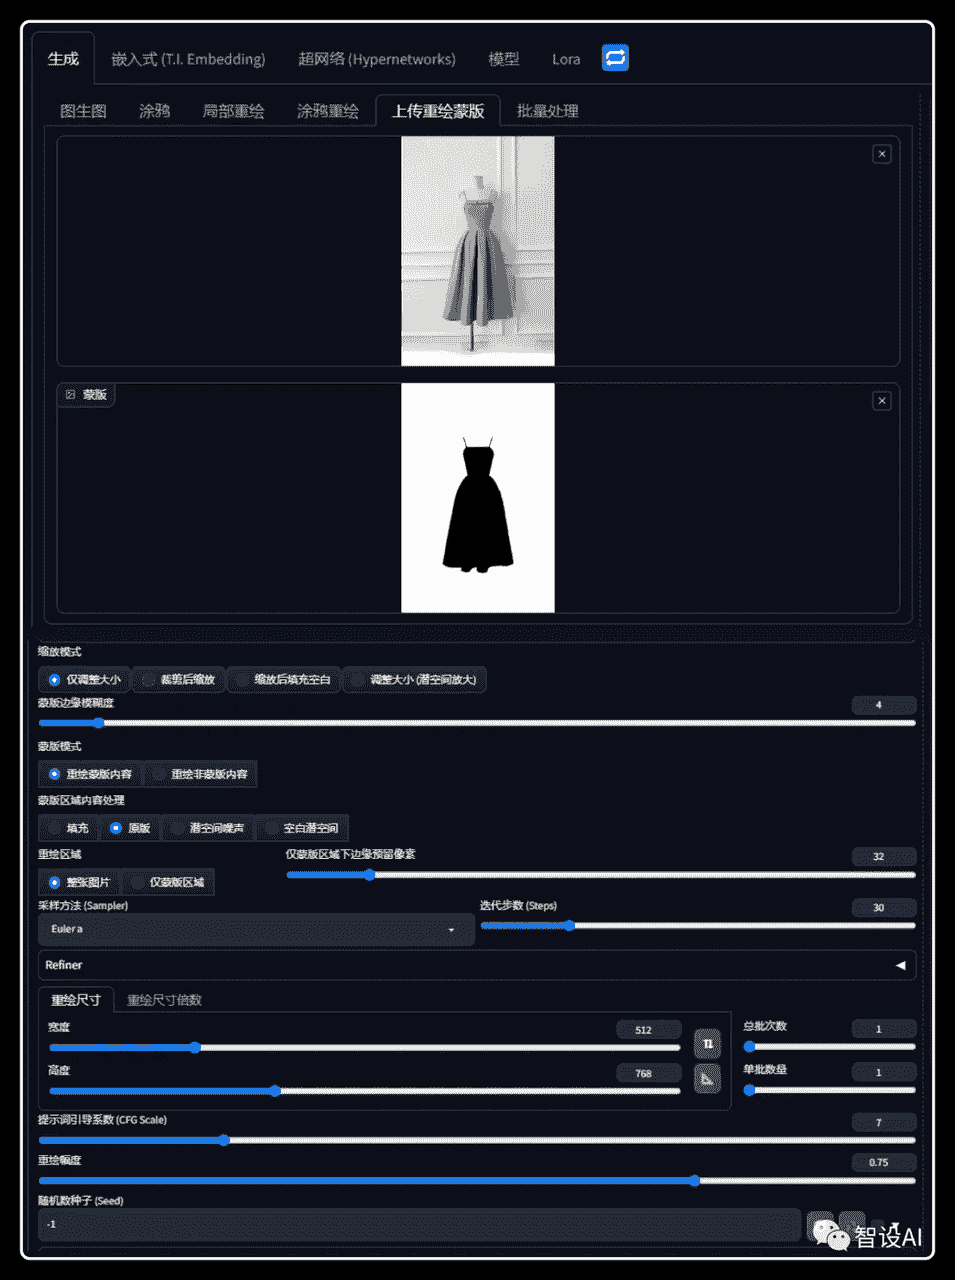 生成 嵌入式 (T.I. Embedding) 超网络 (Hypernetworks) 模型 Lora
图生图 涂鸦 局部重绘 涂鸦重绘 上传重绘蒙版 批量处理
蒙版
缩放模式
仅调整大小 裁剪后缩放 缩放后填充空白 调整大小 (潜空间放大)
蒙版边缘模糊度 4
蒙版模式
重绘蒙版内容 重绘非蒙版内容
蒙版区域内容处理
填充 原版 潜空间噪声 空白潜空间
重绘区域 仅蒙版区域下边缘预留像素 32
整张图片 仅蒙版区域
采样方法 (Sampler) 迭代步数 (Steps) 30
Euler a
Refiner
重绘尺寸 重绘尺寸倍数
宽度 512 总批次数 1
高度 768 单批数量 1
提示词引导系数 (CFG Scale) 7
重绘幅度 0.75
随机数种子 (Seed)
-1
智设AI